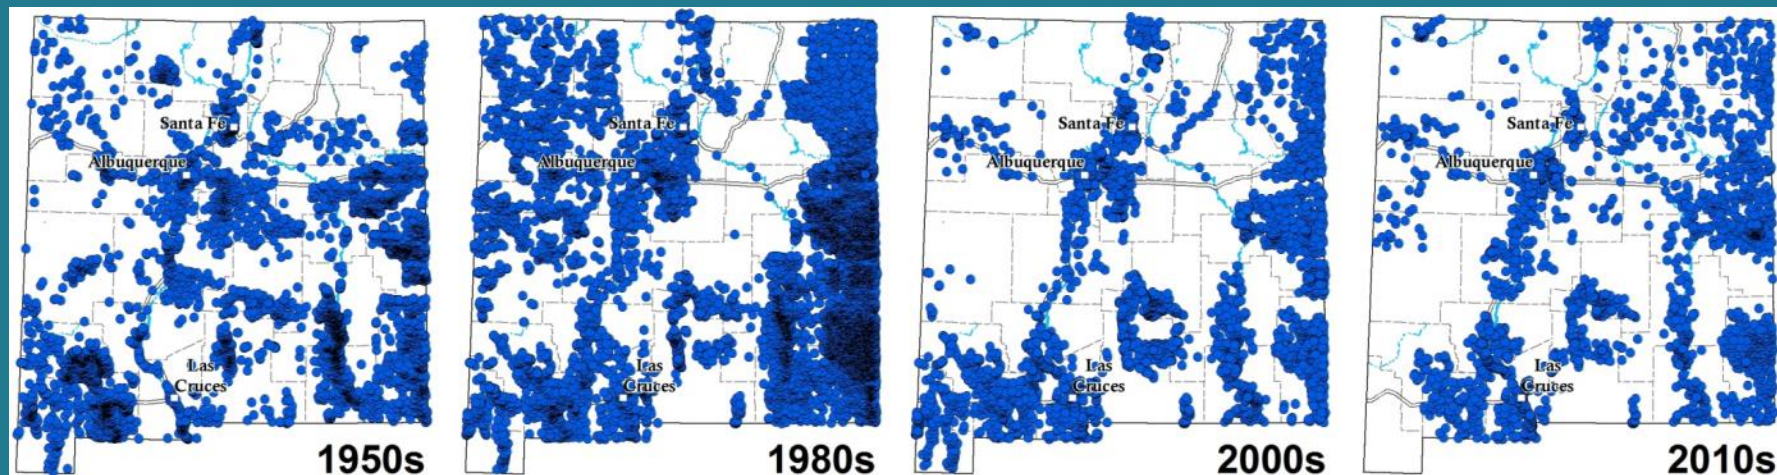 Santa Fe
Albuquerque
Las
Cruces
1950s
Santa Fe
Albuquerque
Las
Cruces
1980s
Santa Fe
Albuquerque
Las
Cruces
2000s
Santa Fe
Albuquerque
Las
Cruces
2010s